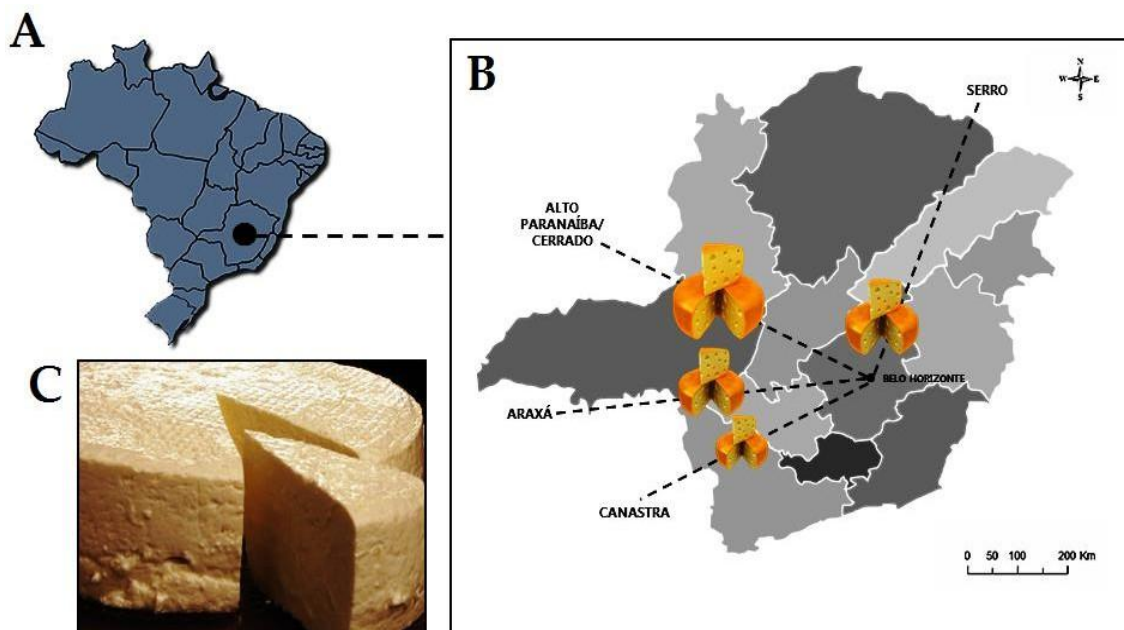 A
B
N
W E
S
SERRO
ALTO
PARANAÍBA/
CERRADO
BELO HORIZONTE
ARAXÁ
CANASTRA
0 50 100 200 Km
C